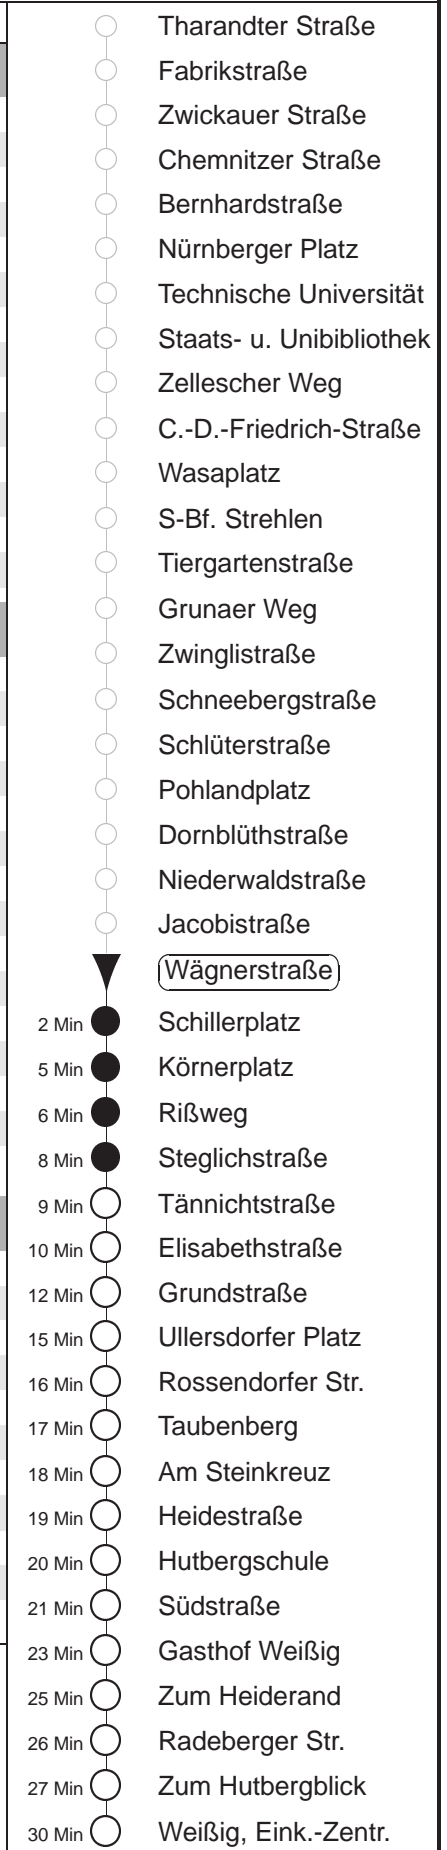 Tharandter Straße
Fabrikstraße
Zwickauer Straße
Chemnitzer Straße
Bernhardstraße
Nürnberger Platz
Technische Universität
Staats- u. Unibibliothek
Zellescher Weg
C.-D.-Friedrich-Straße
Wasaplatz
S-Bf. Strehlen
Tiergartenstraße
Grunaer Weg
Zwinglistraße
Schneebergstraße
Schlüterstraße
Pohlandplatz
Dornblüthstraße
Niederwaldstraße
Jacobistraße
Wägnerstraße
2 Min Schillerplatz
5 Min Körnerplatz
6 Min Rißweg
8 Min Steglichstraße
9 Min Tännichtstraße
10 Min Elisabethstraße
12 Min Grundstraße
15 Min Ullersdorfer Platz
16 Min Rossendorfer Str.
17 Min Taubenberg
18 Min Am Steinkreuz
19 Min Heidestraße
20 Min Hutbergschule
21 Min Südstraße
23 Min Gasthof Weißig
25 Min Zum Heiderand
26 Min Radeberger Str.
27 Min Zum Hutbergblick
30 Min Weißig, Eink.-Zentr.